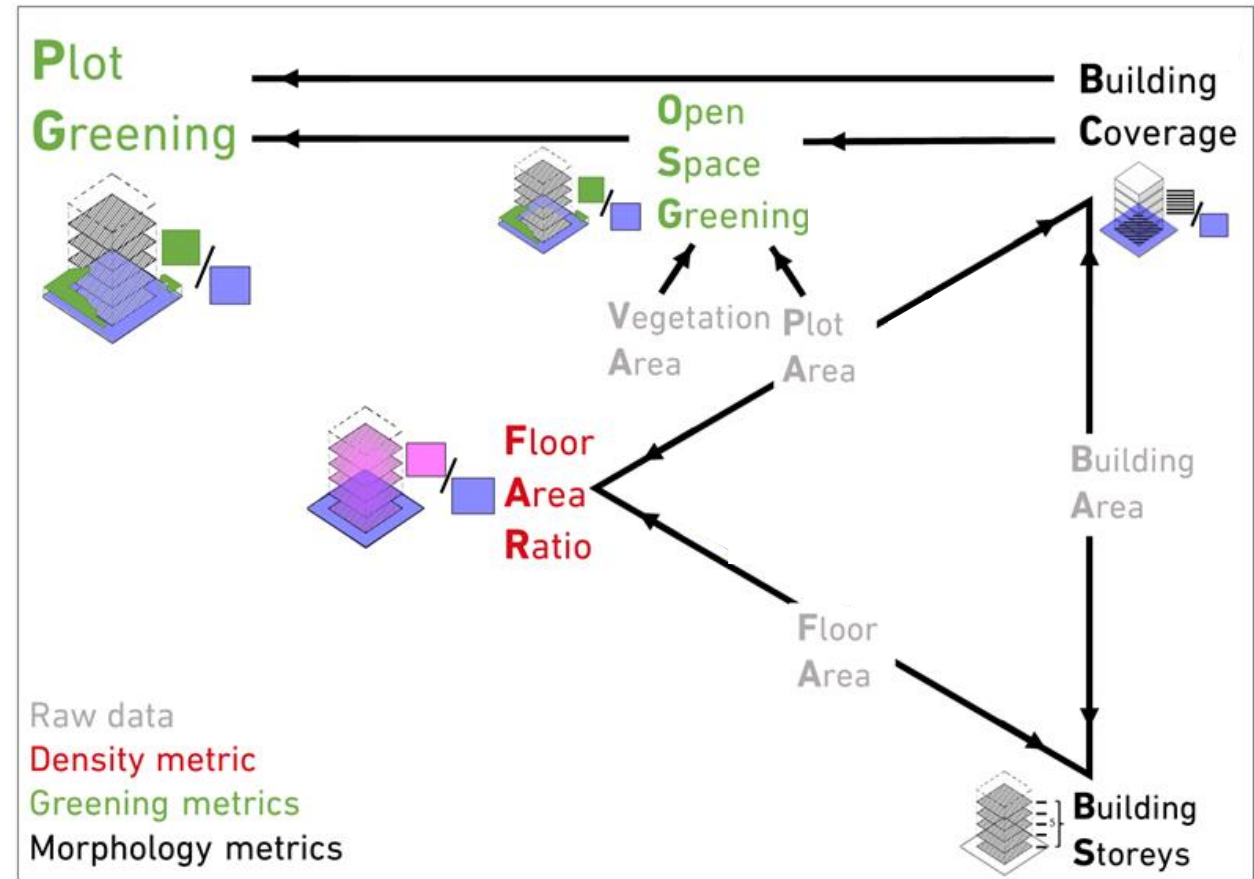 Plot
Greening
Building
Coverage
Open
Space
Greening
Vegetation
Area
Plot
Area
Floor
Area
Ratio
Building
Area
Floor
Area
Raw data
Density metric
Greening metrics
Morphology metrics
5
Building
Storeys